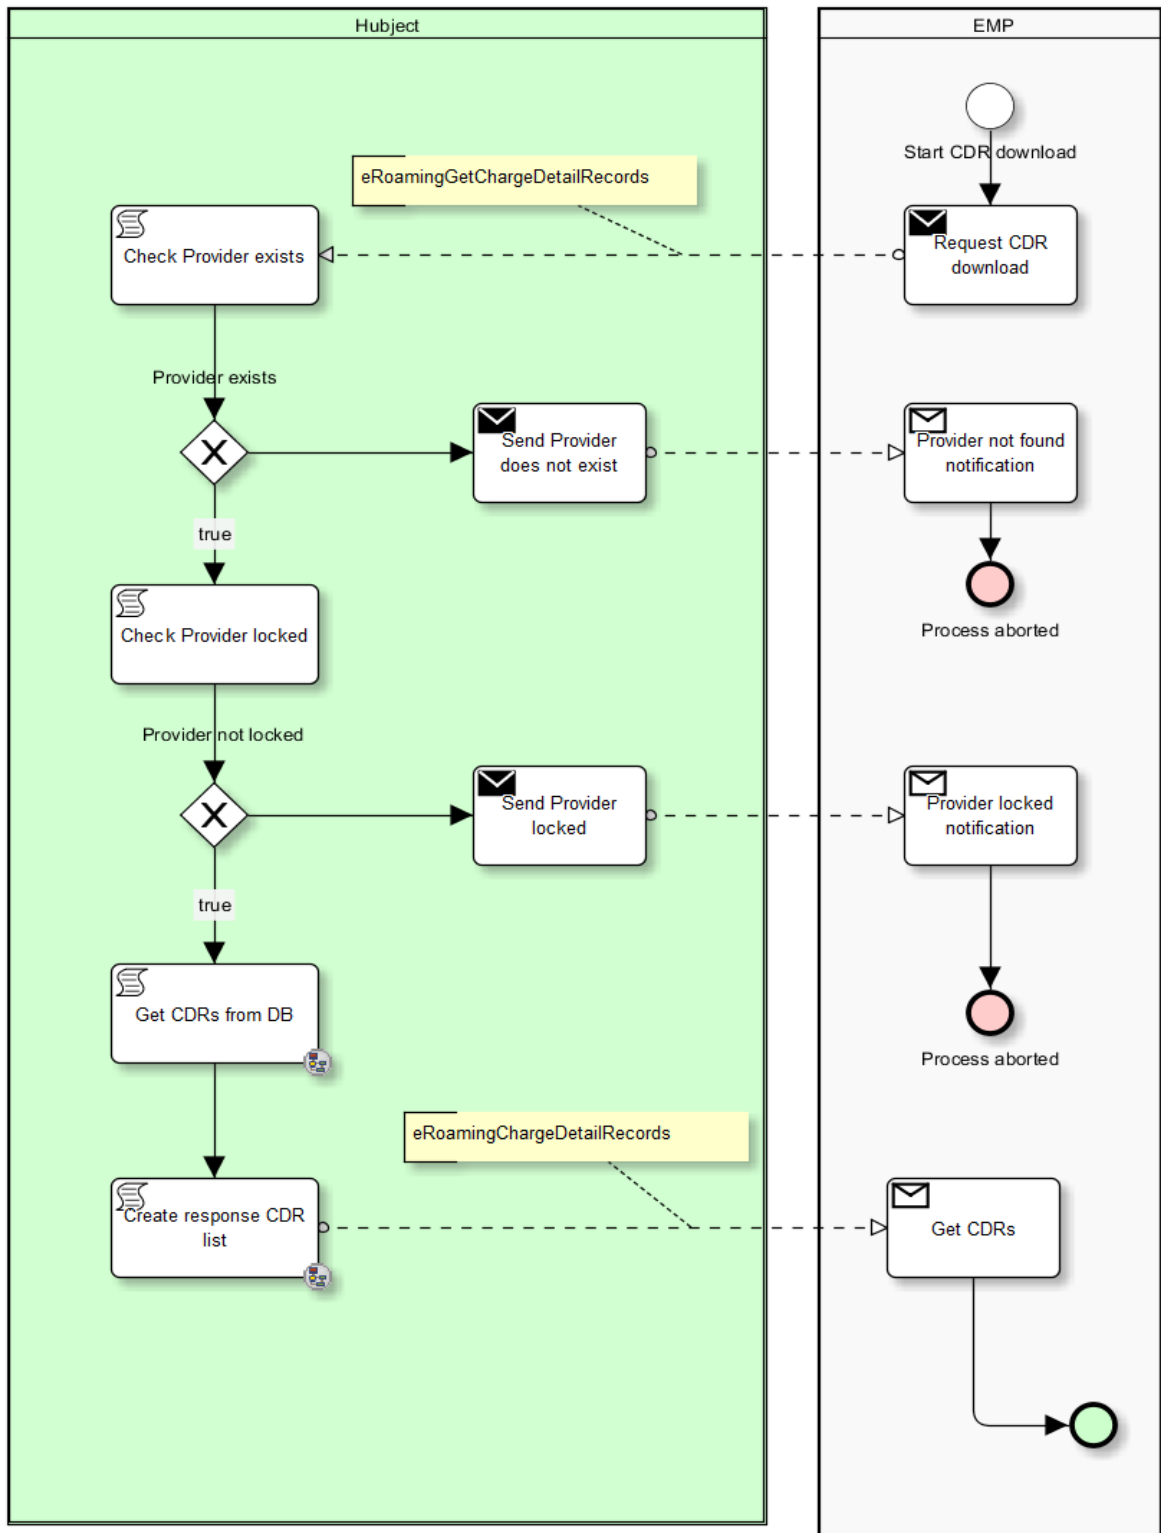 Hubject
EMP
Start CDR download
eRoamingGetChargeDetailRecords
Check Provider exists
Request CDR
download
Provider exists
Send Provider
does not exist
Provider not found
notification
true
Check Provider locked
Process aborted
Provider not locked
Send Provider
locked
Provider locked
notification
true
Get CDRs from DB
Process aborted
eRoamingChargeDetailRecords
Create response CDR
list
Get CDRs